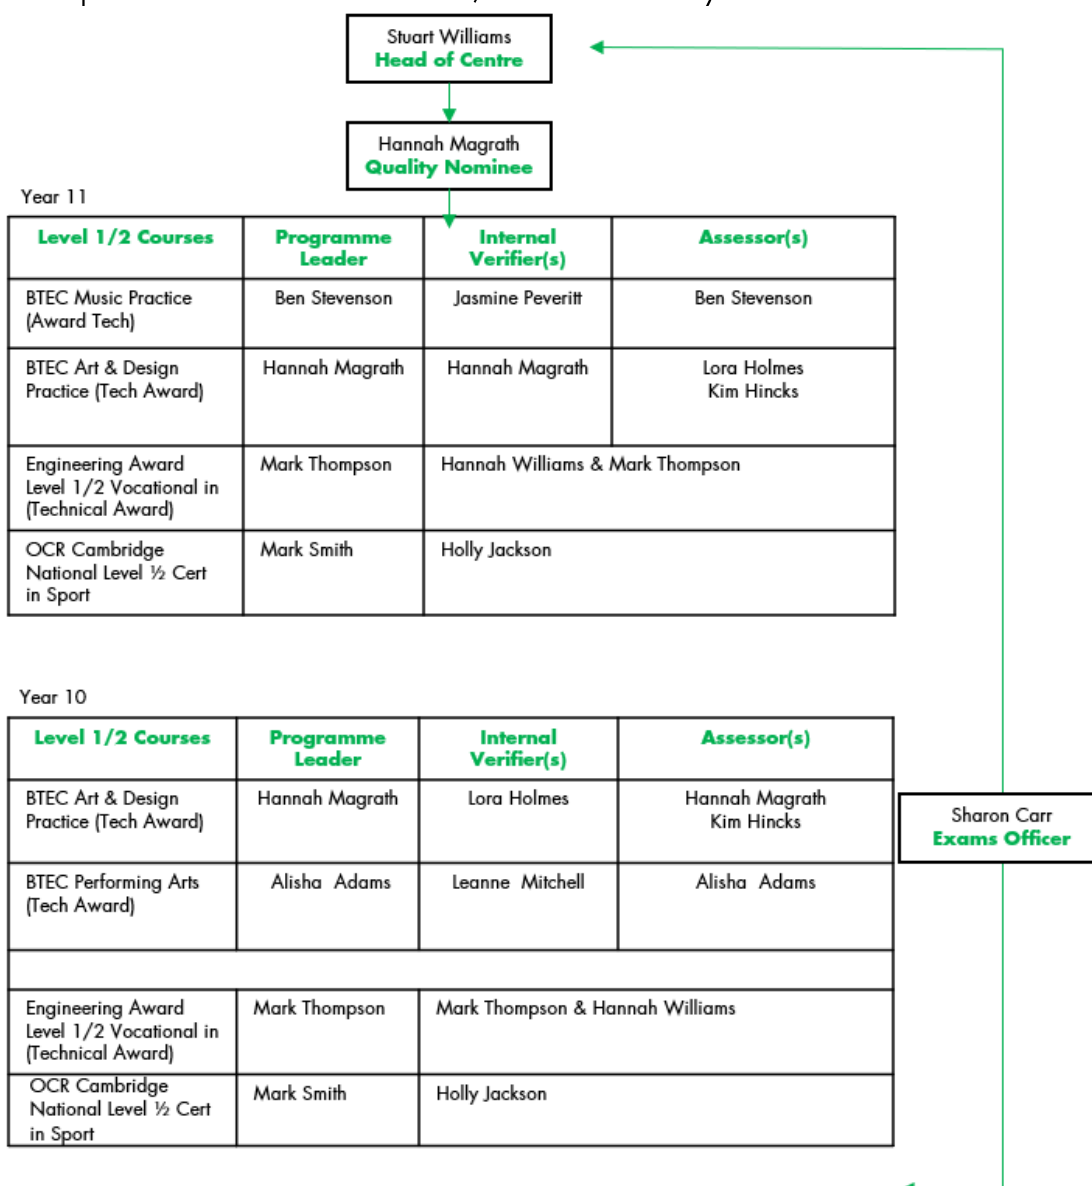 Stuart Williams
Head of Centre
Hannah Magrath
Quality Nominee
Year 11
Level 1/2 Courses
Programme
Leader
Internal
Verifier(s)
Assessor(s)
BTEC Music Practice
(Award Tech)
Ben Stevenson
Jasmine Peveritt
Ben Stevenson
BTEC Art & Design
Practice (Tech Award)
Hannah Magrath
Hannah Magrath
Lora Holmes
Kim Hincks
Engineering Award
Level 1/2 Vocational in
(Technical Award)
Mark Thompson
Hannah Williams & Mark Thompson
OCR Cambridge
National Level ½ Cert
in Sport
Mark Smith
Holly Jackson
Year 10
Level 1/2 Courses
Programme
Leader
Internal
Verifier(s)
Assessor(s)
BTEC Art & Design
Practice (Tech Award)
Hannah Magrath
Lora Holmes
Hannah Magrath
Kim Hincks
Sharon Carr
Exams Officer
BTEC Performing Arts
(Tech Award)
Alisha Adams
Leanne Mitchell
Alisha Adams
Engineering Award
Level 1/2 Vocational in
(Technical Award)
Mark Thompson
Mark Thompson & Hannah Williams
OCR Cambridge
National Level ½ Cert
in Sport
Mark Smith
Holly Jackson